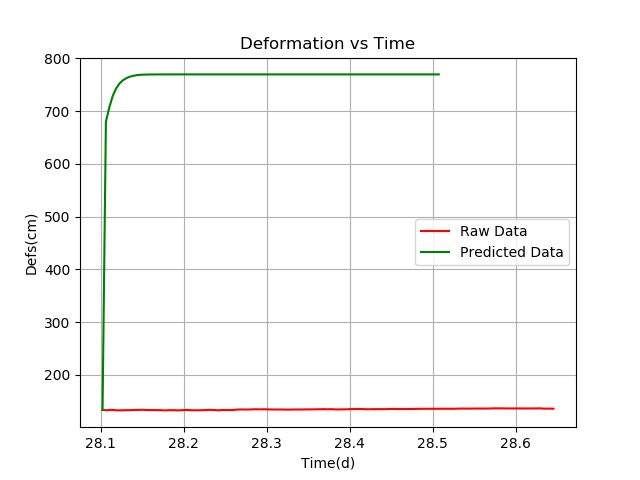 Deformation vs Time
800
700
600
500
400
300
200
Defs(cm)
Raw Data
Predicted Data
28.1 28.2 28.3 28.4 28.5 28.6
Time(d)